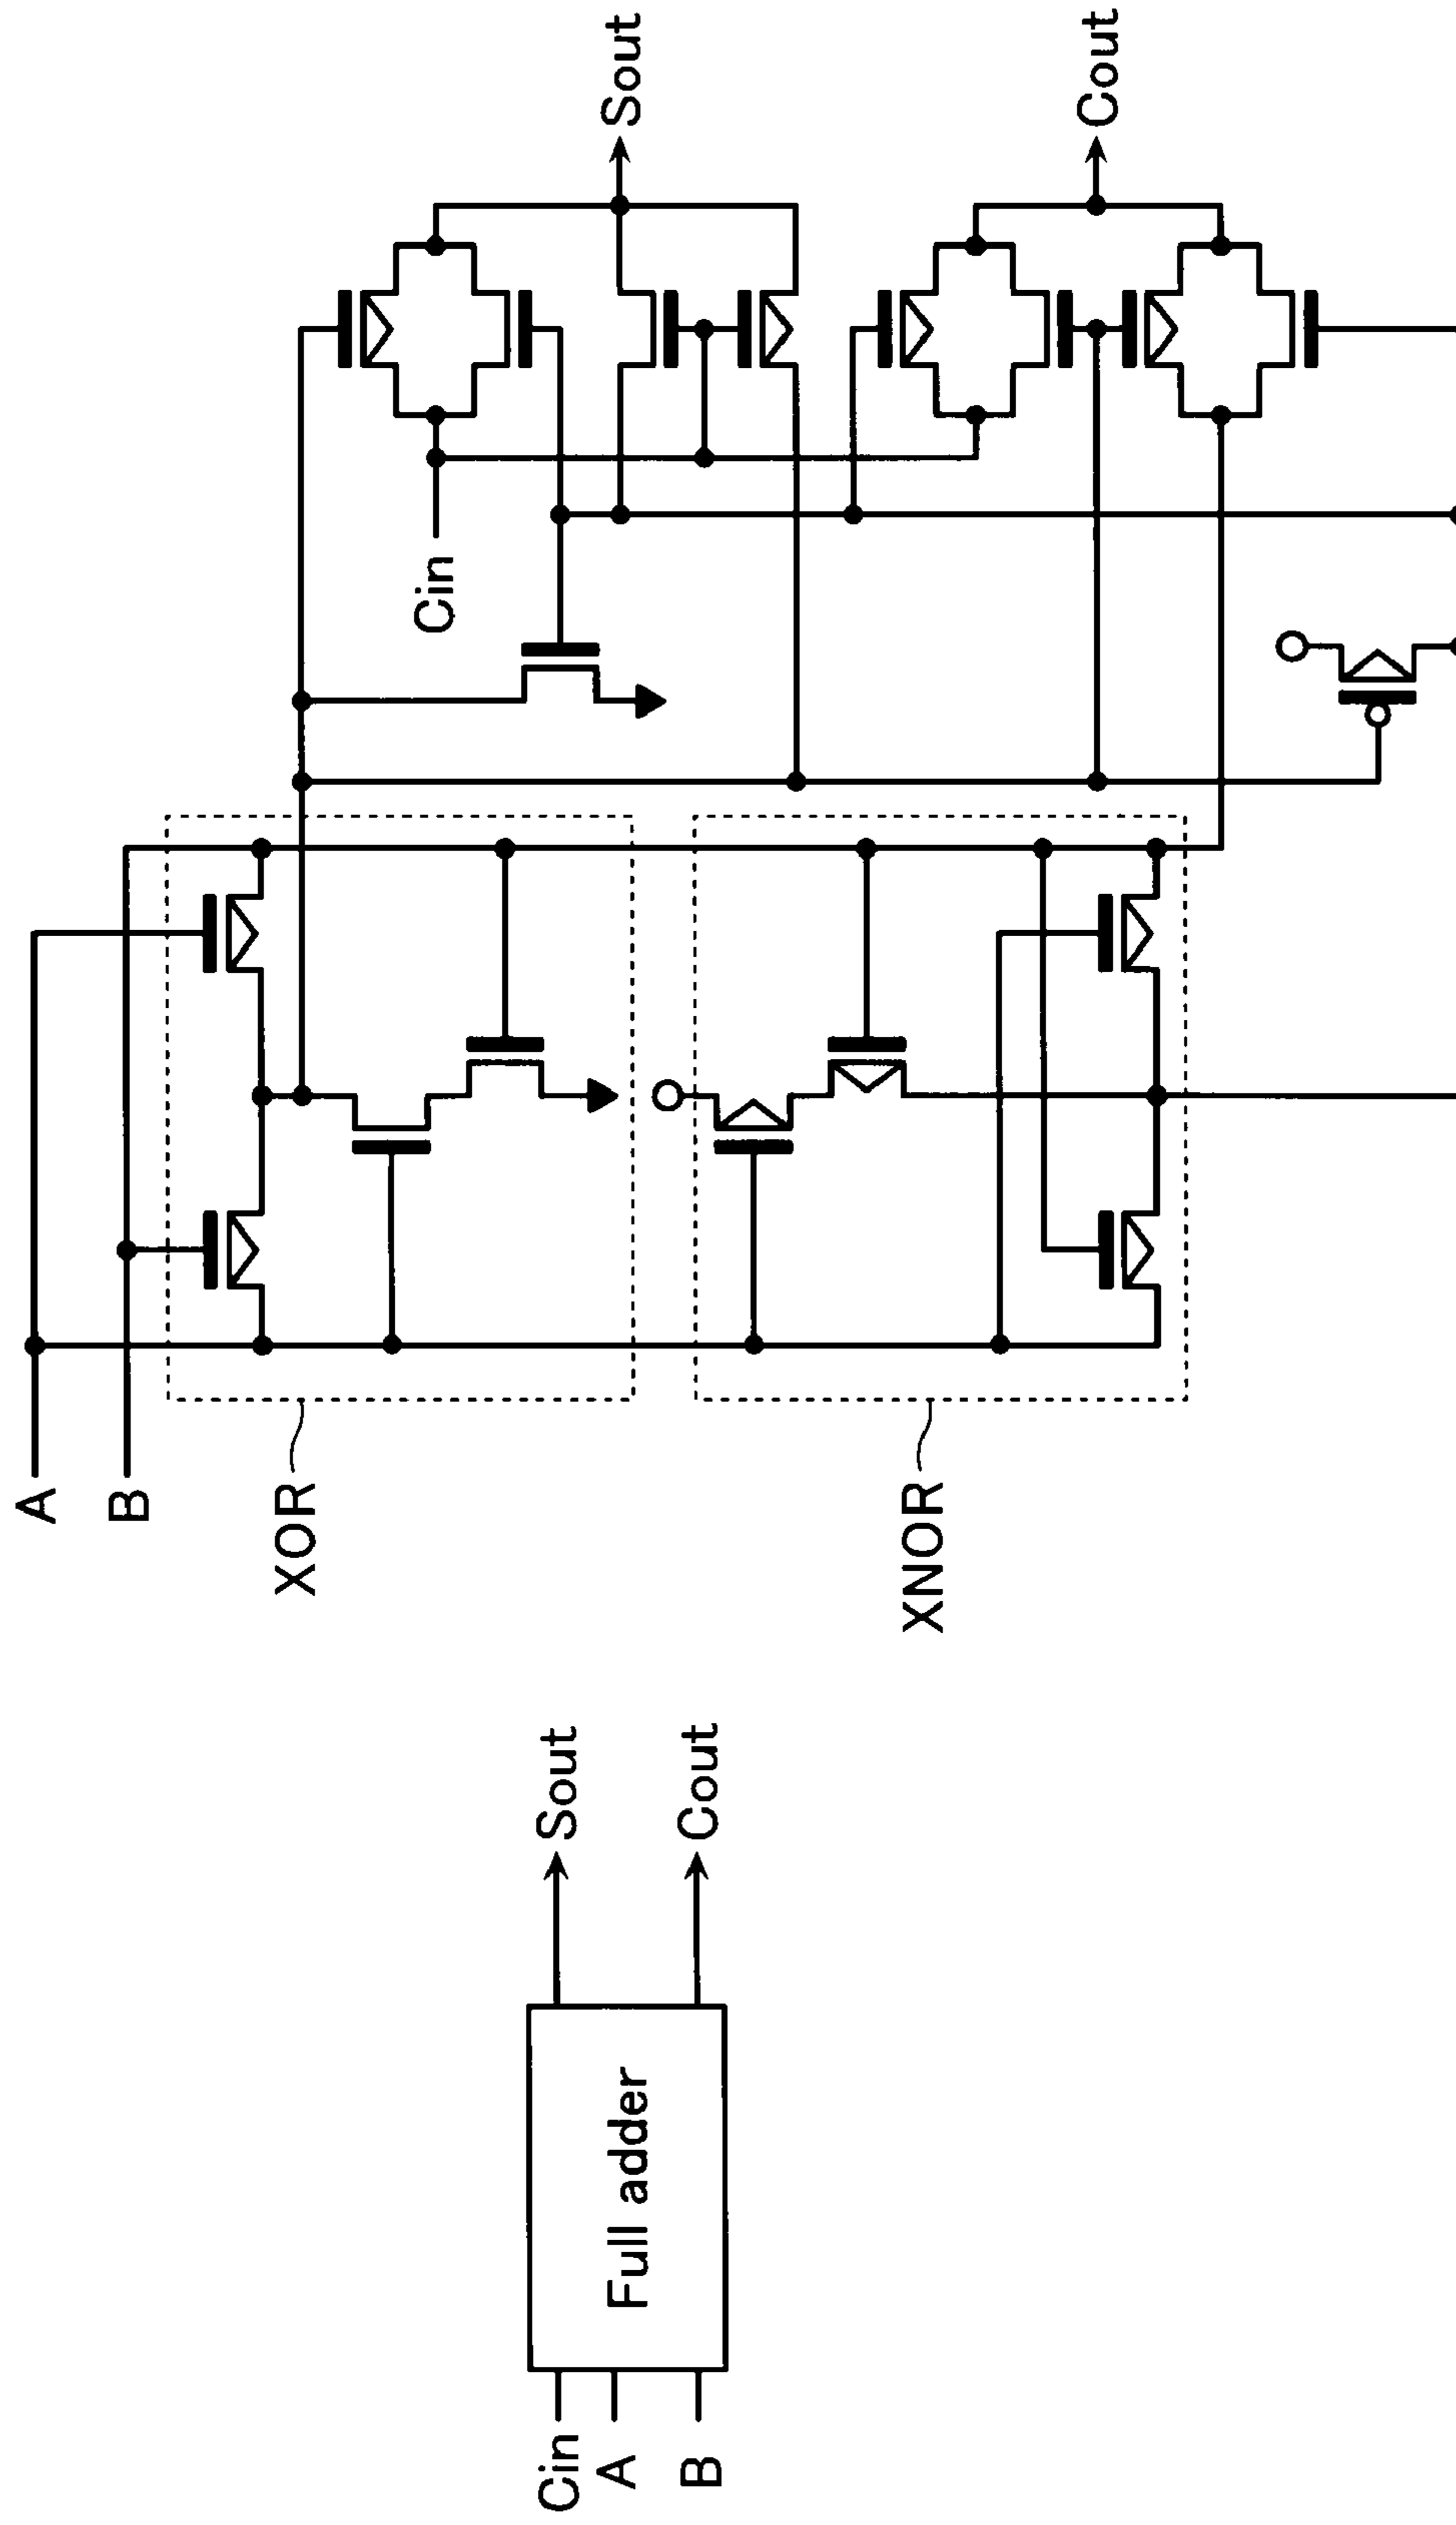 Full adder
Cin
A
B
Sout
Cout
A
B
XOR
XNOR
Cin
Sout
Cout